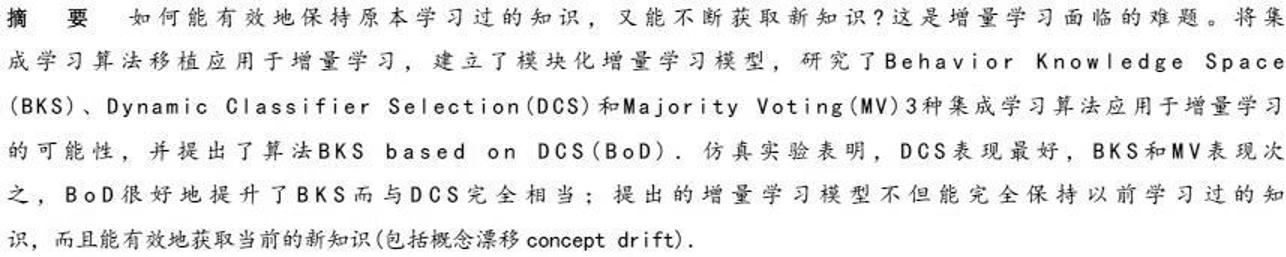 摘　要　如何能有效地保持原本学习过的知识，又能不断获取新知识?这是增量学习面临的难题。将集
成学习算法移植应用于增量学习，建立了模块化增量学习模型，研究了Behavior Knowledge Space
(BKS)、Dynamic Classifier Selection(DCS)和Majority Voting(MV)3种集成学习算法应用于增量学习
的可能性，并提出了算法BKS based on DCS(BoD)．仿真实验表明，DCS表现最好，BKS和MV表现次
之，BoD很好地提升了BKS而与DCS完全相当；提出的增量学习模型不但能完全保持以前学习过的知
识，而且能有效地获取当前的新知识(包括概念漂移concept drift)．